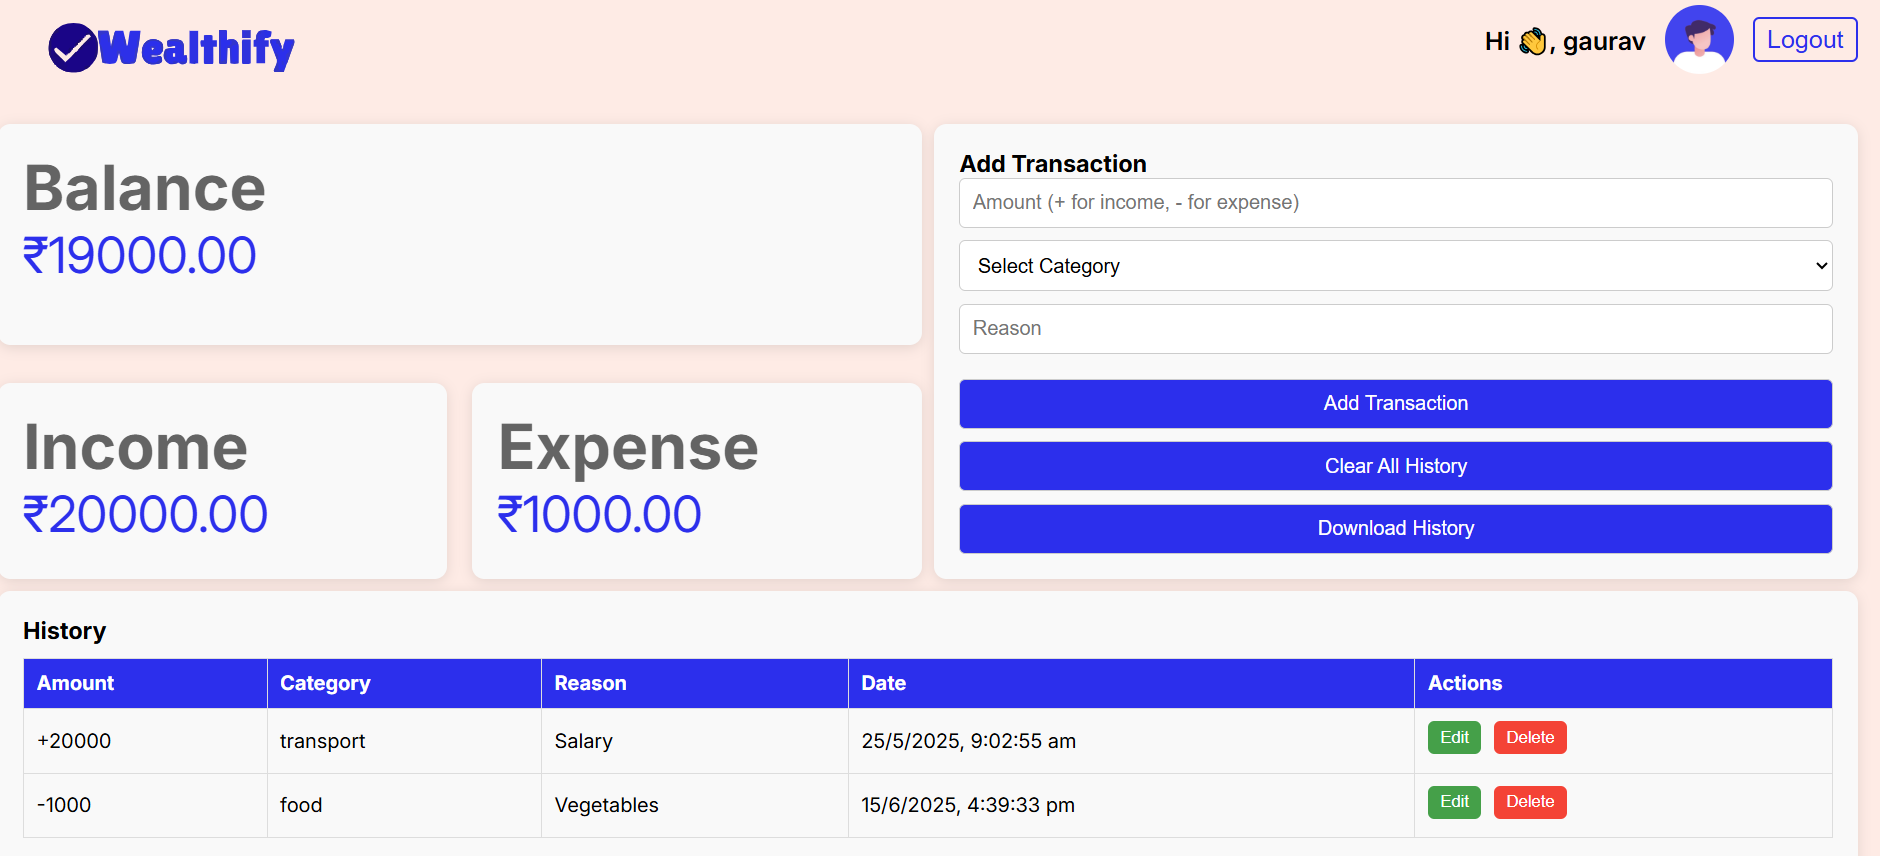 Wealthify
Hi 👋, gaurav
Logout
Balance
₹19000.00
Income
₹20000.00
Expense
₹1000.00
Add Transaction
Amount (+ for income, - for expense)
Select Category
Reason
Add Transaction
Clear All History
Download History
History
Amount Category Reason Date Actions
+20000 transport Salary 25/5/2025, 9:02:55 am Edit Delete
-1000 food Vegetables 15/6/2025, 4:39:33 pm Edit Delete